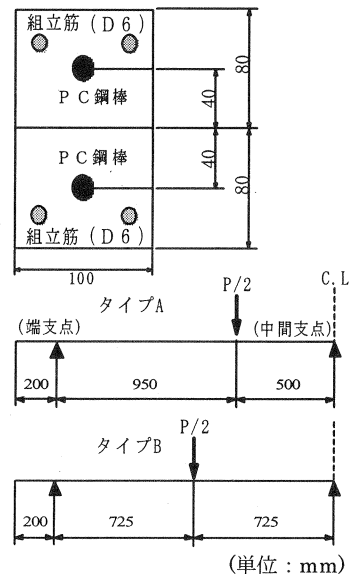 組立筋(D6)
PC鋼棒
80
40
PC鋼棒
40
80
組立筋(D6)
100
タイプA
P/2
C.L
(端支点)
(中間支点)
200
950
500
タイプB
P/2
200
725
725
(単位：mm)